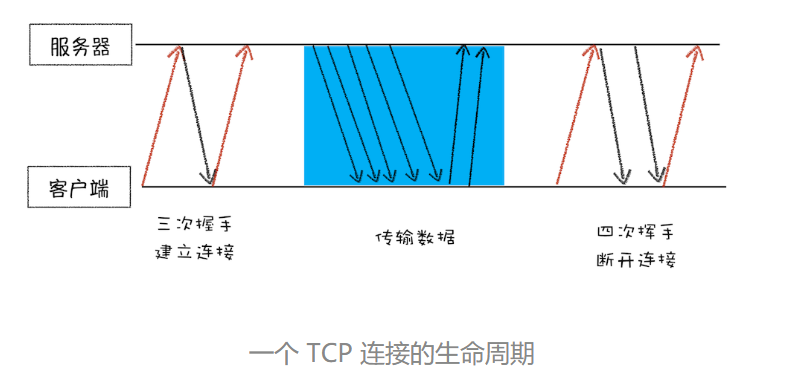 服务器
客户端
三次握手
建立连接
传输数据
四次挥手
断开连接
一个 TCP 连接的生命周期